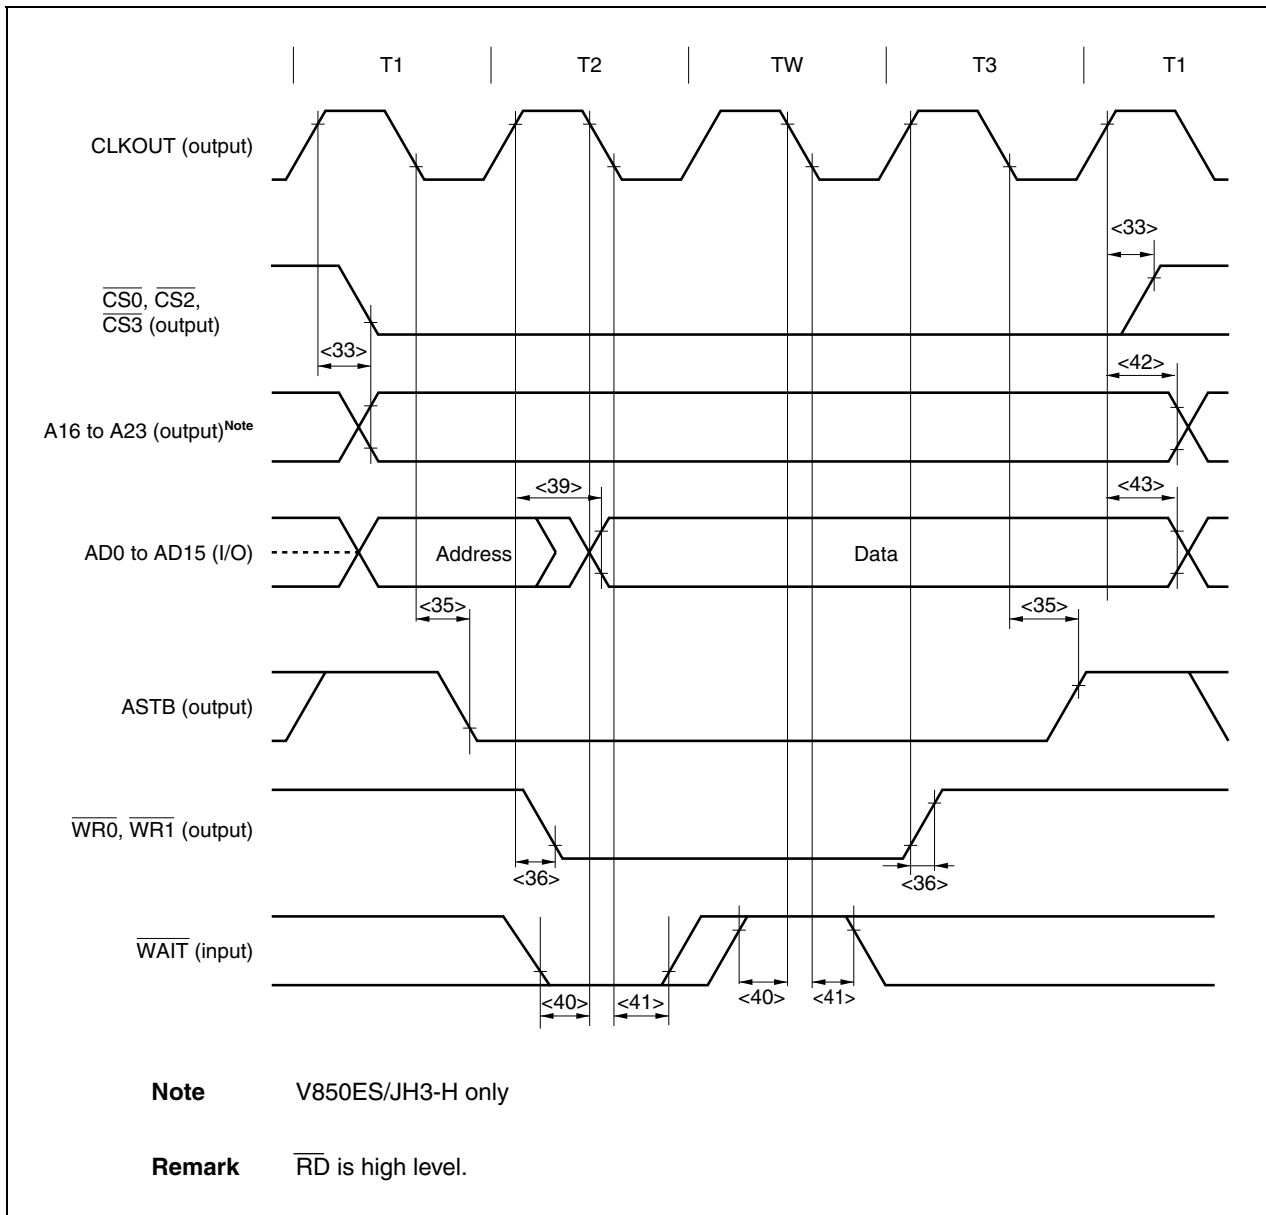 T1 T2 TW T3 T1
CLKOUT (output)
<33>
CS0, CS2,
CS3 (output)
<33>
<42>
A16 to A23 (output)Note
<39>
<43>
AD0 to AD15 (I/O)
Address
Data
<35>
<35>
ASTB (output)
WR0, WR1 (output)
<36>
<36>
WAIT (input)
<40>
<41>
<40>
<41>
Note V850ES/JH3-H only
Remark RD is high level.